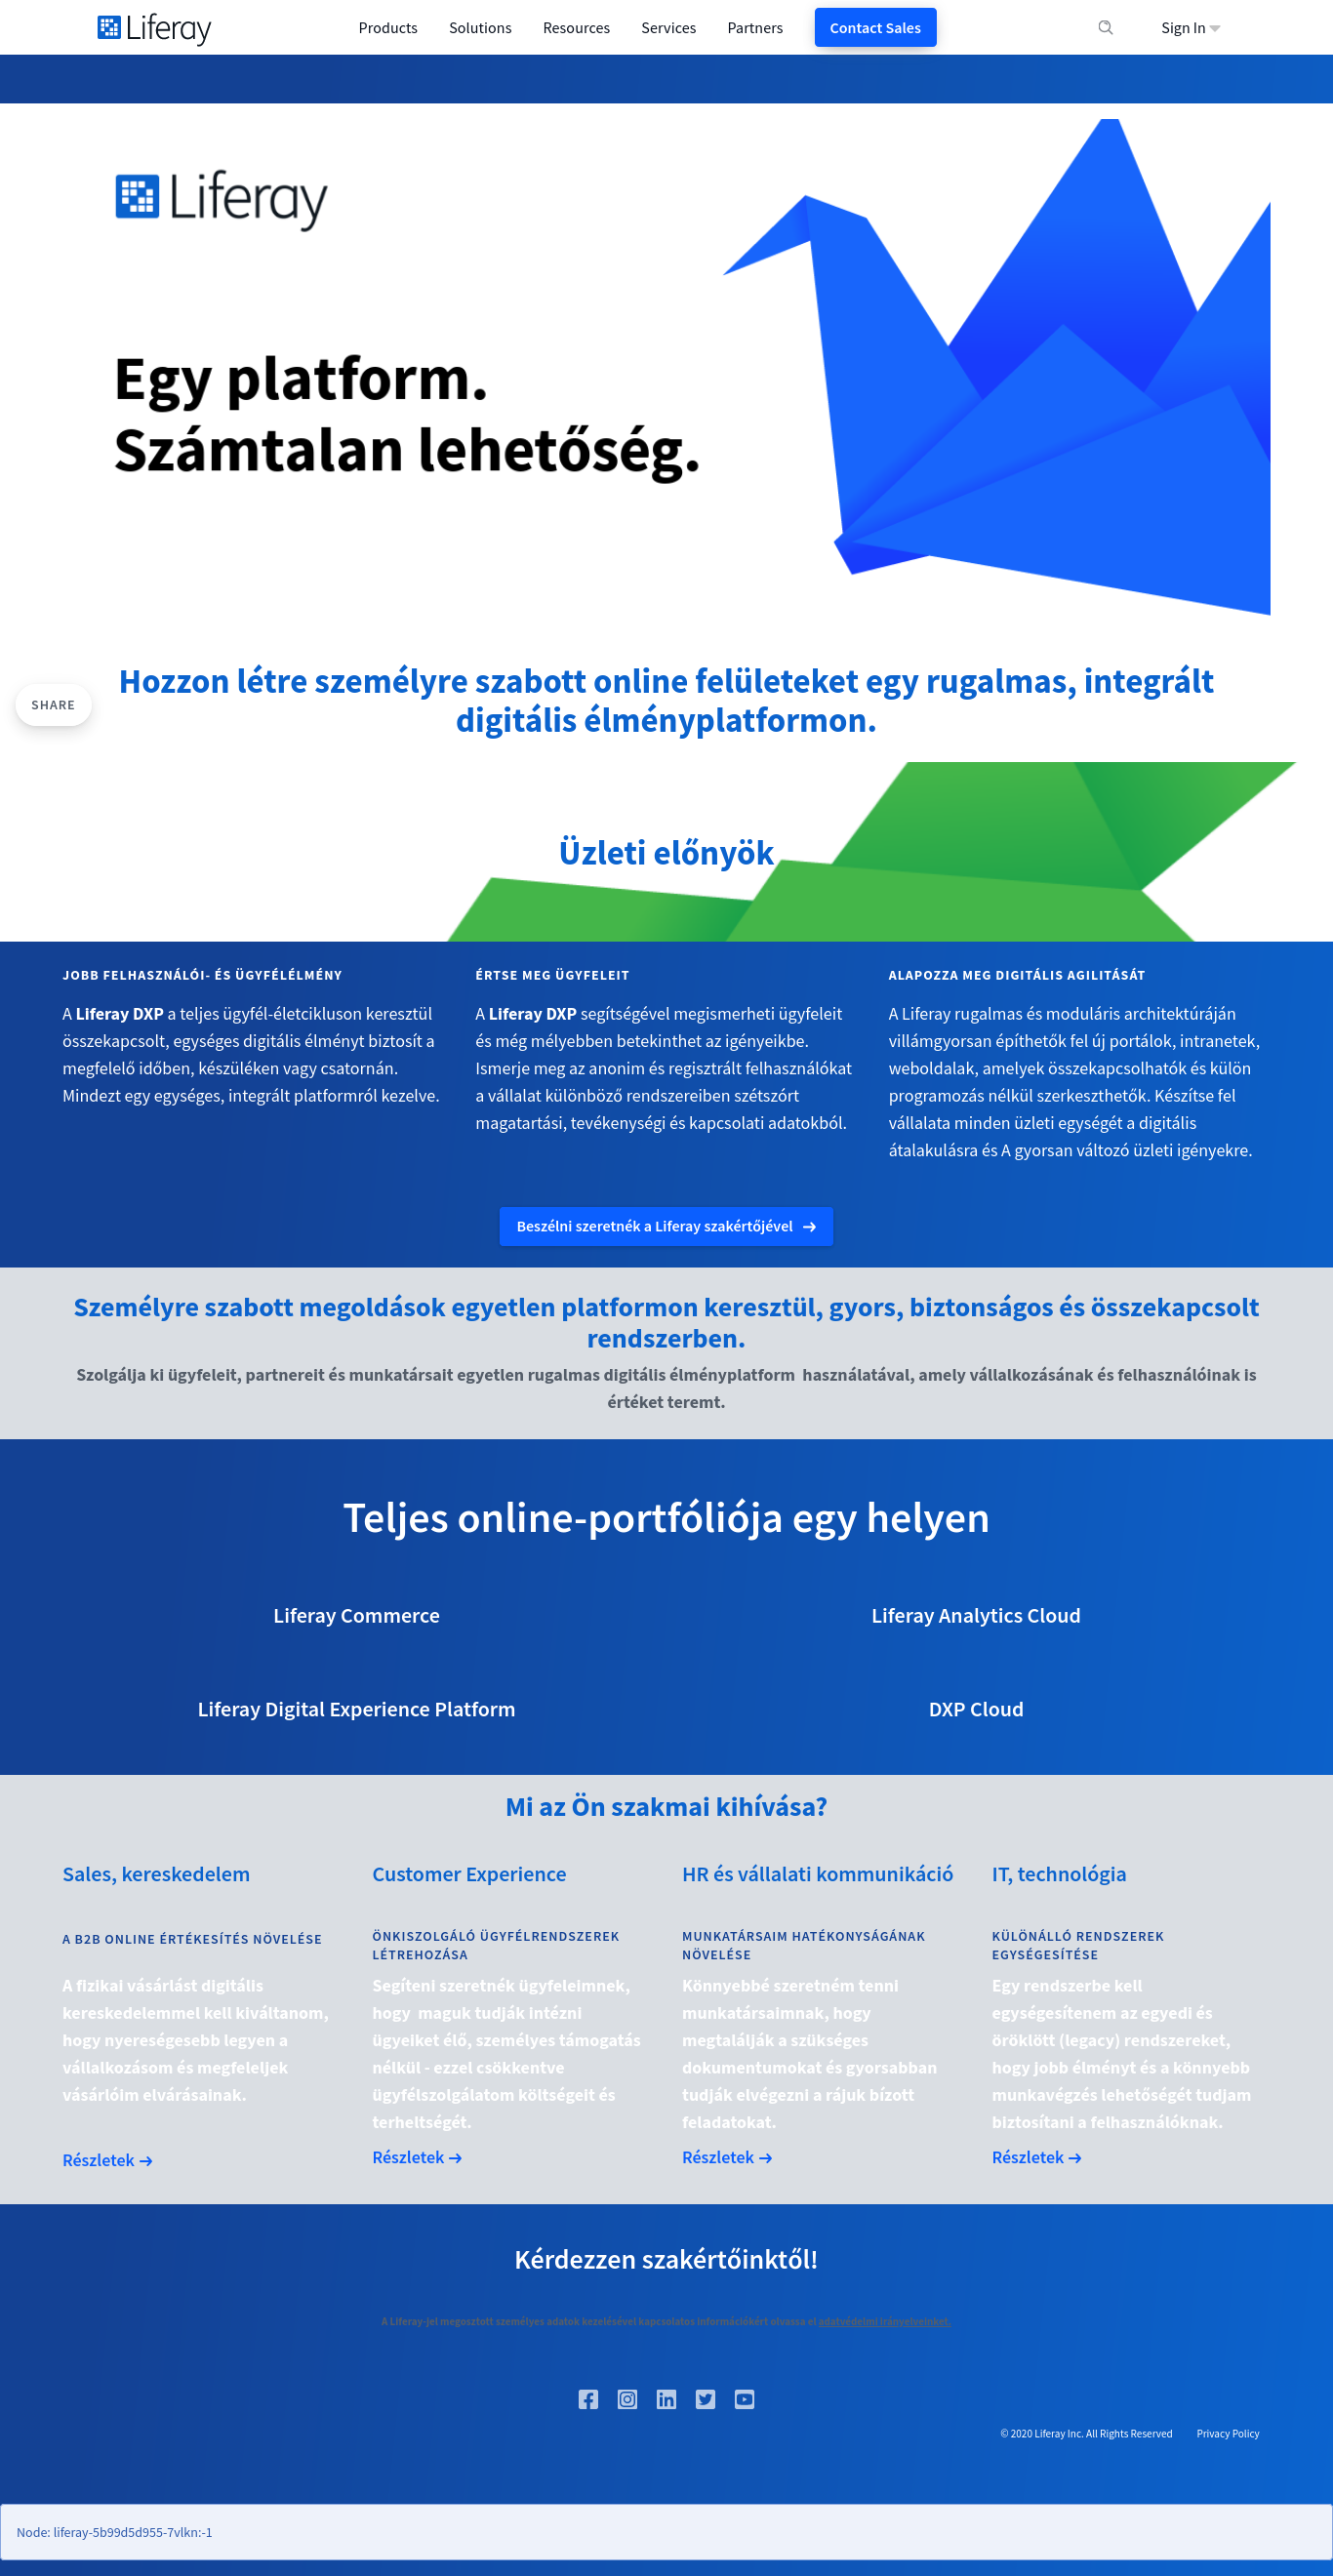 Liferay
Products Solutions Resources Services Partners Contact Sales Sign In
Liferay
Egy platform.
Számtalan lehetőség.
Hozzon létre személyre szabott online felületeket egy rugalmas, integrált
digitális élményplatformon.
SHARE
Üzleti előnyök
JOBB FELHASZNÁLÓI- ÉS ÜGYFÉLÉLMÉNY
A Liferay DXP a teljes ügyfél-életcikluson keresztül
összekapcsolt, egységes digitális élményt biztosít a
megfelelő időben, készüléken vagy csatornán.
Mindezt egy egységes, integrált platformról kezelve.
ÉRTSE MEG ÜGYFELEIT
A Liferay DXP segítségével megismerheti ügyfeleit
és még mélyebben betekinthet az igényeikbe.
Ismerje meg az anonim és regisztrált felhasználókat
a vállalat különböző rendszereiben szétszórt
magatartási, tevékenységi és kapcsolati adatokból.
ALAPOZZA MEG DIGITÁLIS AGILITÁSÁT
A Liferay rugalmas és moduláris architektúráján
villámgyorsan építhetők fel új portálok, intranetek,
weboldalak, amelyek összekapcsolhatók és külön
programozás nélkül szerkeszthetők. Készítse fel
vállalata minden üzleti egységét a digitális
átalakulásra és A gyorsan változó üzleti igényekre.
Beszélni szeretnék a Liferay szakértőjével →
Személyre szabott megoldások egyetlen platformon keresztül, gyors, biztonságos és összekapcsolt
rendszerben.
Szolgálja ki ügyfeleit, partnereit és munkatársait egyetlen rugalmas digitális élményplatform  használatával, amely vállalkozásának és felhasználóinak is
értéket teremt.
Teljes online-portfóliója egy helyen
Liferay Commerce
Liferay Analytics Cloud
Liferay Digital Experience Platform
DXP Cloud
Mi az Ön szakmai kihívása?
Sales, kereskedelem
A B2B ONLINE ÉRTÉKESÍTÉS NÖVELÉSE
A fizikai vásárlást digitális
kereskedelemmel kell kiváltanom,
hogy nyereségesebb legyen a
vállalkozásom és megfeleljek
vásárlóim elvárásainak.
Részletek →
Customer Experience
ÖNKISZOLGÁLÓ ÜGYFÉLRENDSZEREK
LÉTREHOZÁSA
Segíteni szeretnék ügyfeleimnek,
hogy  maguk tudják intézni
ügyeiket élő, személyes támogatás
nélkül - ezzel csökkentve
ügyfélszolgálatom költségeit és
terheltségét.
Részletek →
HR és vállalati kommunikáció
MUNKATÁRSAIM HATÉKONYSÁGÁNAK
NÖVELÉSE
Könnyebbé szeretném tenni
munkatársaimnak, hogy
megtalálják a szükséges
dokumentumokat és gyorsabban
tudják elvégezni a rájuk bízott
feladatokat.
Részletek →
IT, technológia
KÜLÖNÁLLÓ RENDSZEREK
EGYSÉGESÍTÉSE
Egy rendszerbe kell
egységesítenem az egyedi és
öröklött (legacy) rendszereket,
hogy jobb élményt és a könnyebb
munkavégzés lehetőségét tudjam
biztosítani a felhasználóknak.
Részletek →
Kérdezzen szakértőinktől!
A Liferay-jel megosztott személyes adatok kezelésével kapcsolatos információkért olvassa el adatvédelmi irányelveinket.
© 2020 Liferay Inc. All Rights Reserved Privacy Policy
Node: liferay-5b99d5d955-7vlkn:-1